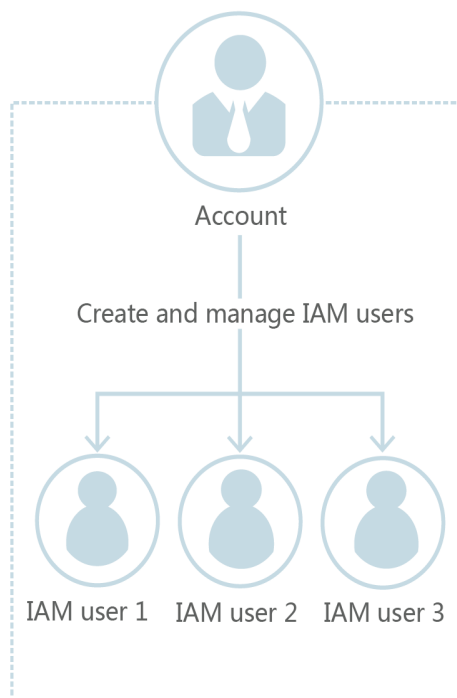 Account
Create and manage IAM users
IAM user 1 IAM user 2 IAM user 3